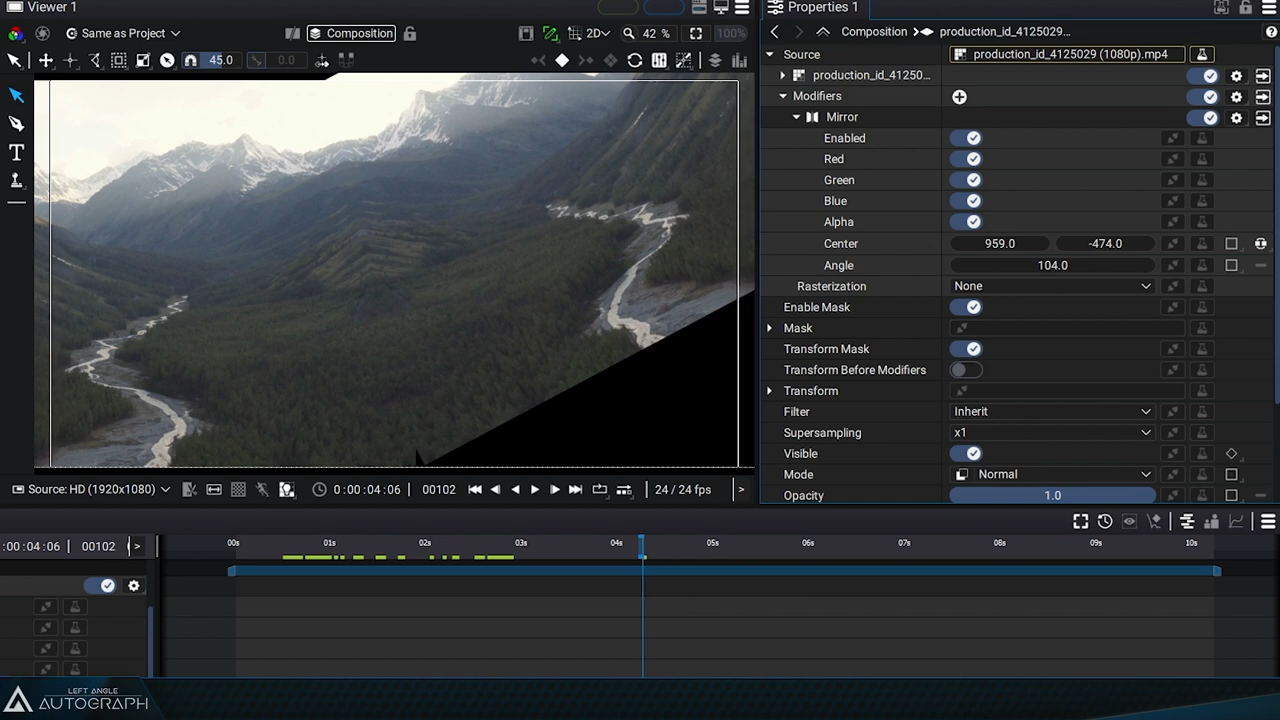 Viewer 1
Same as Project
Composition
2D
42 %
100%
45.0
0.0
Source: HD (1920x1080)
0:00:04:06
00102
24 / 24 fps
>
Properties 1
Composition
production_id_4125029...
Source
production_id_4125029 (1080p).mp4
production_id_41250...
Modifiers
Mirror
Enabled
Red
Green
Blue
Alpha
Center
959.0
-474.0
Angle
104.0
Rasterization
None
Enable Mask
Mask
Transform Mask
Transform Before Modifiers
Transform
Filter
Inherit
Supersampling
x1
Visible
Mode
Normal
Opacity
1.0
:00:04:06
00102
>
00s
01s
02s
03s
04s
05s
06s
07s
08s
09s
10s
LEFT ANGLE
AUTOGRAPH